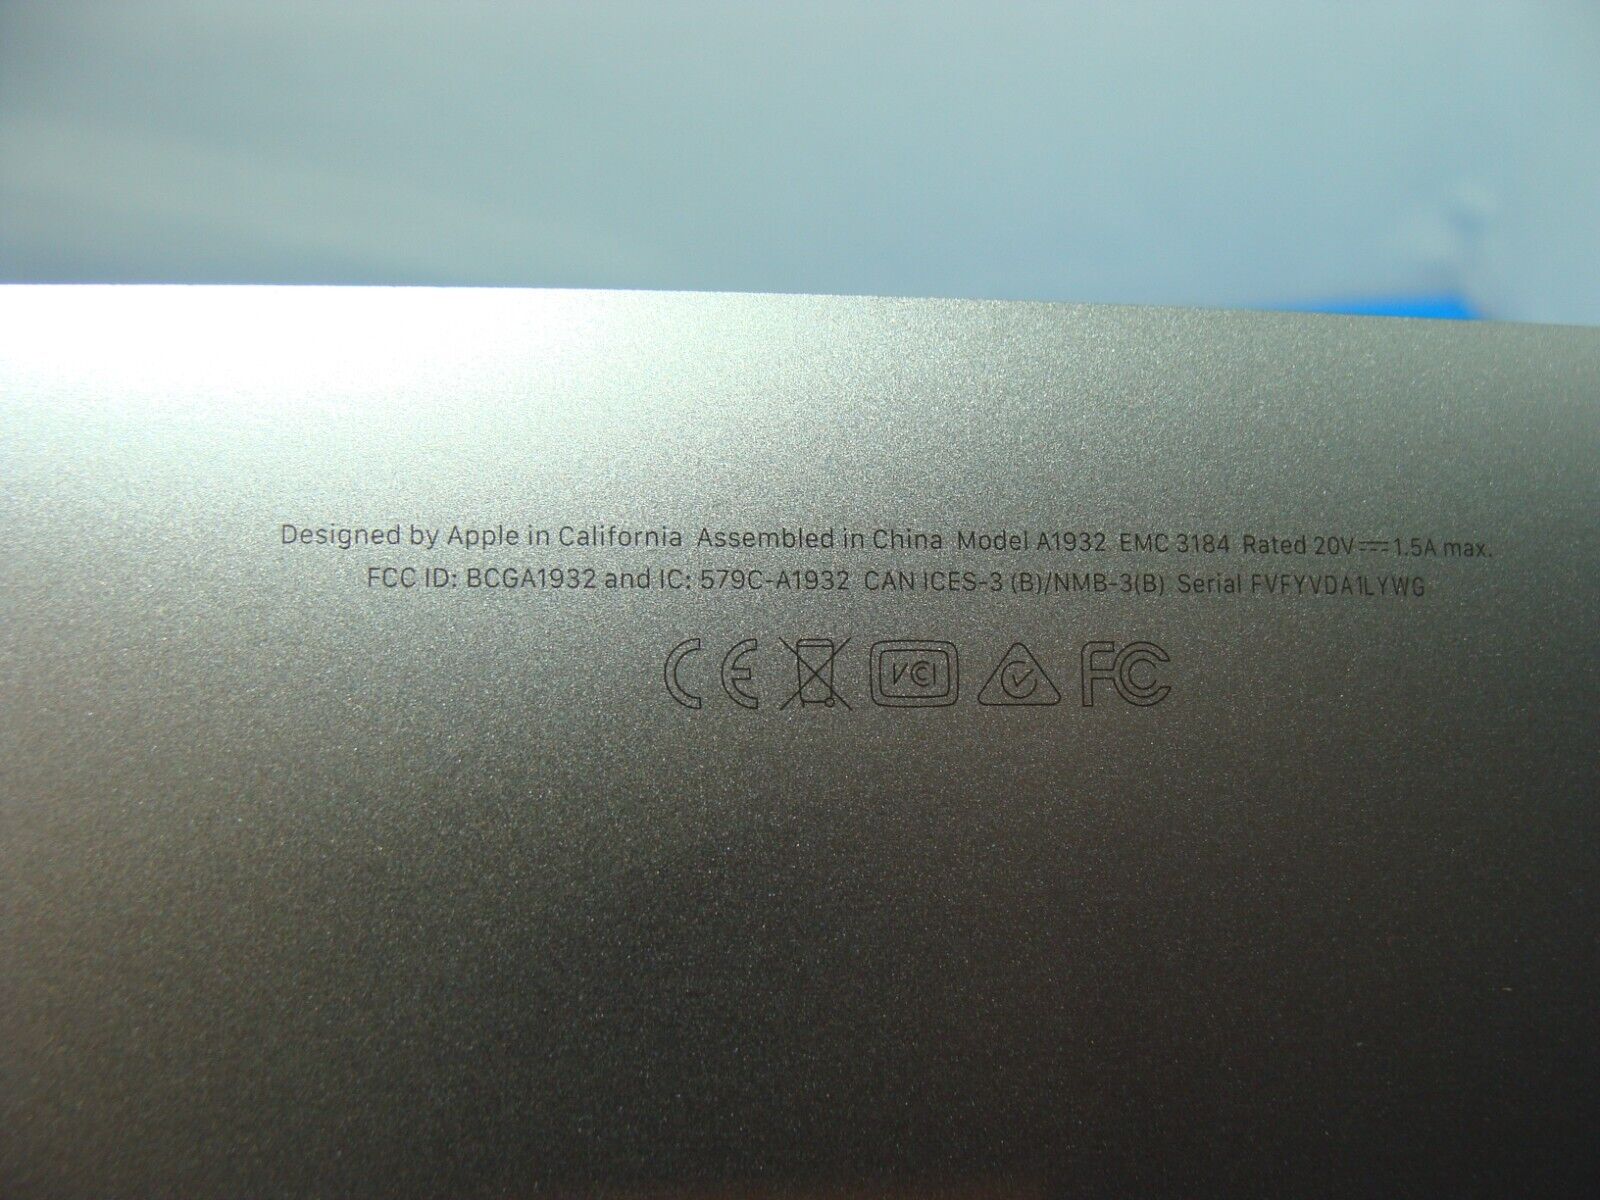 Designed by Apple in California Assembled in China Model A1932 EMC 3184 Rated 20V⎓1.5A max.
FCC ID: BCGA1932 and IC: 579C-A1932 CAN ICES-3 (B)/NMB-3(B) Serial FVFYVDA1LYWG
CE VCI FC